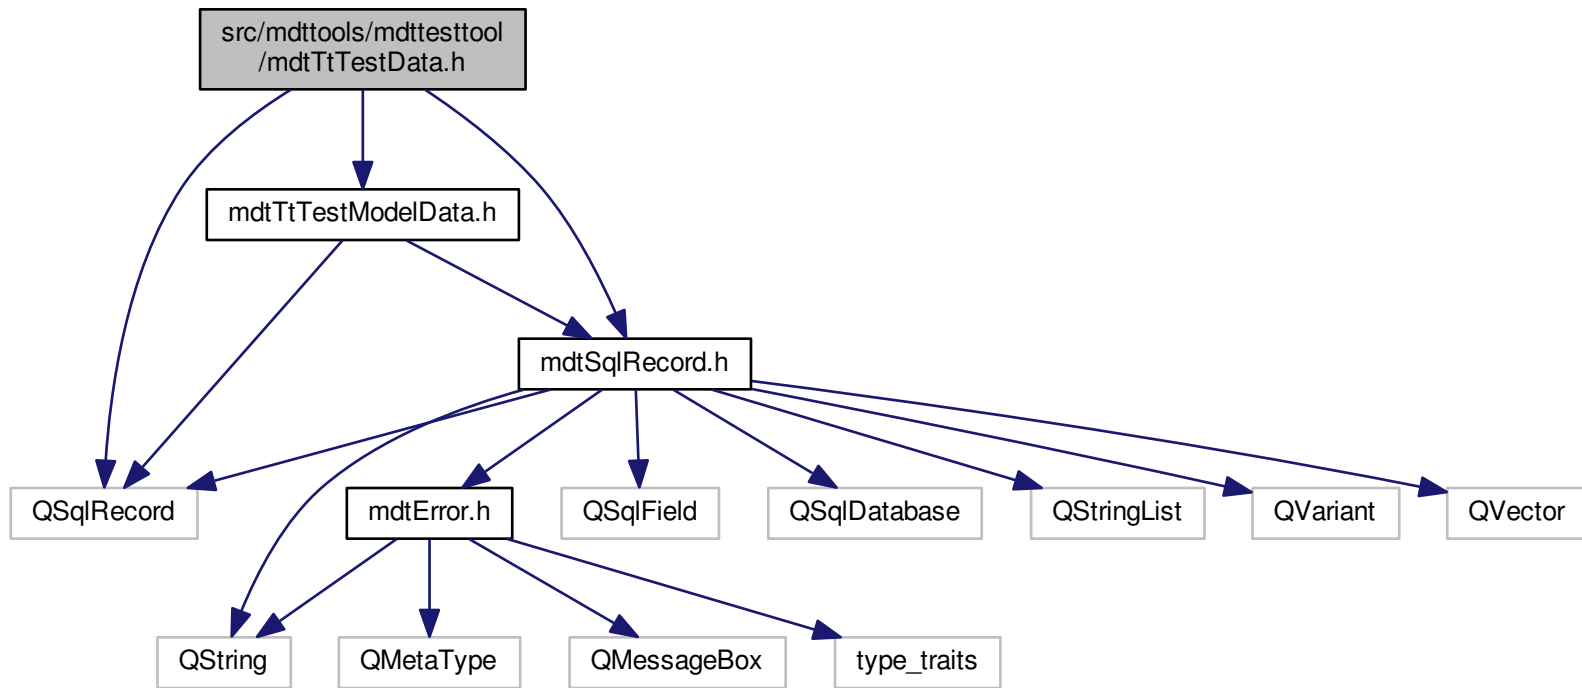 src/mdttools/mdttesttool
/mdtTtTestData.h
mdtTtTestModelData.h
mdtSqlRecord.h
QSqlRecord
mdtError.h
QSqlField
QSqlDatabase
QStringList
QVariant
QVector
QString
QMetaType
QMessageBox
type_traits